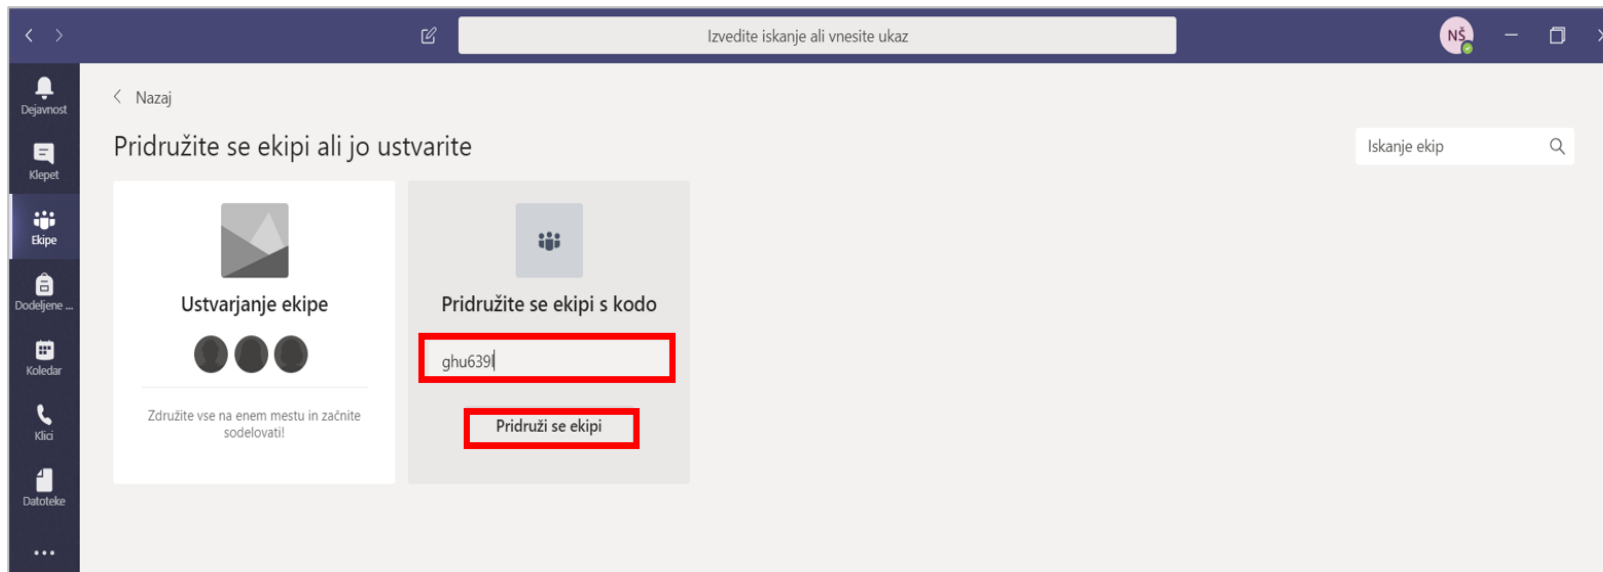 Izvedite iskanje ali vnesite ukaz
NŠ
Dejavnost
Klepet
Ekipe
Dodeljene ...
Koledar
Klici
Datoteke
Nazaj
Pridružite se ekipi ali jo ustvarite
Iskanje ekip
Ustvarjanje ekipe
Združite vse na enem mestu in začnite
sodelovati!
Pridružite se ekipi s kodo
ghu639l
Pridruži se ekipi